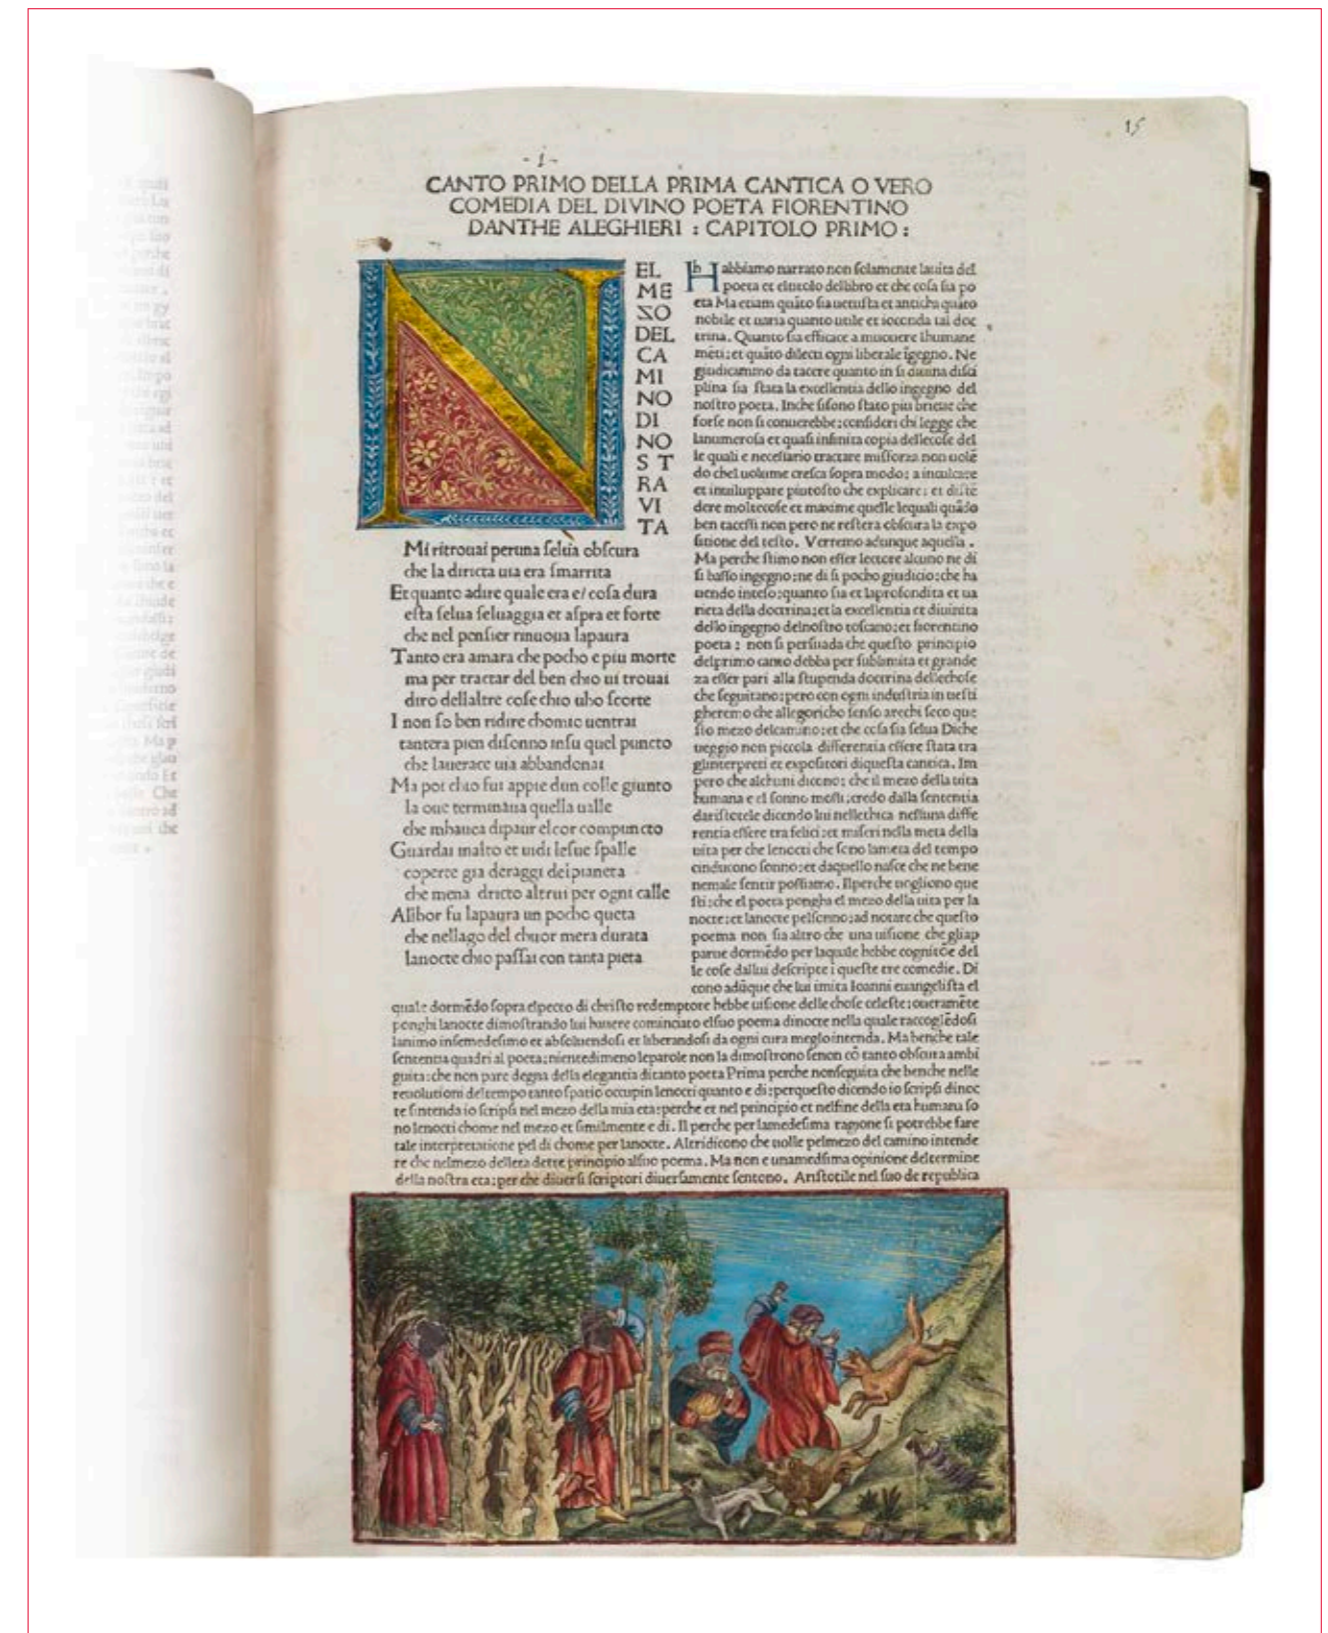 15
- 1 -
CANTO PRIMO DELLA PRIMA CANTICA O VERO
COMEDIA DEL DIVINO POETA FIORENTINO
DANTHE ALEGHIERI : CAPITOLO PRIMO :
N
EL
ME
ZO
DEL
CA
MI
NO
DI
NO
S T
RA
VI
TA
Mi ritrouai peruna ſelua obſcura
che la diricta uia era ſmarrita
Et quanto adire quale era e/ coſa dura
eſta ſelua ſeluaggia et aſpra et forte
che nel penſier rinuoua lapaura
Tanto era amara che pocho e piu morte
ma per tractar del ben chio ui trouai
diro dellaltre coſe chio uho ſcorte
I non ſo ben ridire chomio uentrai
tantera pien diſonno inſu quel puncto
che lauerace uia abbandonai
Ma poi chio fui appie dun colle giunto
la oue terminaua quella ualle
che mhauea dipaur elcor compuncto
Guardai inalto et uidi leſue ſpalle
coperte gia deraggi delpianeta
che mena dricto altrui per ogni calle
Allhor fu lapaura un pocho queta
che nellago del chuor mera durata
lanocte chio paſſai con tanta pieta
Habbiamo narrato non ſolamente lauita del
poeta et eltitolo dellibro et che coſa ſia po
eta Ma etiam quãto ſia uetuſta et anticha quãto
nobile et uaria quanto utile et ioconda tal doc
trina. Quanto ſia efficace a muouere lhumane
mẽti: et quãto dilecti ogni liberale ĩgegno. Ne
giudicammo da tacere quanto in ſi diuina diſci
plina ſia ſtata la excellentia dello ingegno del
noſtro poeta. Inche ſiſono ſtato piu brieue che
forſe non ſi conuerebbe: conſideri chi legge che
lanumeroſa et quaſi infinita copia dellecoſe del
le quali e neceſſario tractare miſforza non uolẽ
do chel uolume creſca ſopra modo: a inculcare
et inuiluppare piutoſto che explicare: et diſtẽ
dere moltecoſe et maxime quelle lequali quãdo
ben taceſſi non pero ne reſtera obſcura la expo
ſitione del teſto. Verremo adunque aquella.
Ma perche ſtimo non eſſer lectore alcuno ne di
ſi baſſo ingegno: ne di ſi pocho giudicio: che ha
uendo inteſo: quanto ſia et laprofondita et ua
rieta della doctrina: et la excellentia et diuinita
dello ingegno delnoſtro toſcano: et fiorentino
poeta: non ſi perſuada che queſto principio
delprimo canto debba per ſublimita et grande
za eſſer pari alla ſtupenda doctrina dellechoſe
che ſeguitano: pero con ogni induſtria in ueſti
gheremo che allegoricho ſenſo arechi ſeco que
ſto mezo delcamino: et che coſa ſia ſelua Diche
ueggio non piccola differentia eſſere ſtata tra
glinterpreti et expoſitori diqueſta cantica. Im
pero che alchuni dicono: che il mezo della uita
humana e el ſonno moſſi: credo dalla ſententia
dariſtotele dicendo lui nellethica neſſuna diffe
rentia eſſere tra felici: et miſeri nella meta della
uita per che lenocti che ſono lameta del tempo
cinducono ſonno: et daquello naſce che ne bene
nemale ſentir poſſiamo. Ilperche uogliono que
ſti: che el poeta pongha el mezo della uita per la
nocte: et lanocte pelſonno: ad notare che queſto
poema non ſia altro che una uiſione che gliap
parue dormẽdo per laquale hebbe cognitiõe del
le coſe dallui deſcripte i queſte tre comedie. Di
cono adũque che lui imita Ioanni euangeliſta el
quale dormẽdo ſopra elpecto di chriſto redemptore hebbe uiſione delle choſe celeſte: oueramẽte
ponghi lanocte dimoſtrando lui hauere cominciato elſuo poema dinocte nella quale raccogliẽdoſi
lanimo inſemedeſimo et abſoluendoſi et liberandoſi da ogni cura meglo intenda. Ma benche tale
ſententia quadri al poeta: nientedimeno leparole non la dimoſtrono ſenon cõ tanto obſcura ambi
guita: che non pare degna della elegantia ditanto poeta Prima perche nonſeguita che benche nelle
reuolutioni deltempo tanto ſpatio occupin lenocti quanto e di: perqueſto dicendo io ſcripſi dinoc
te ſintenda io ſcripſi nel mezo della mia eta: perche et nel principio et nelfine della eta humana ſo
no lenocti chome nel mezo et ſimilmente e di. Il perche per lamedeſima ragione ſi potrebbe fare
tale interpretatione pel di chome per lanocte. Altridicono che uolle pelmezo del camino intende
re che nelmezo delleta dette principio alſuo poema. Ma non e unamedſima opinione deltermine
della noſtra eta: per che diuerſi ſcriptori diuerſamente ſentono. Ariſtotile nel ſuo de republica